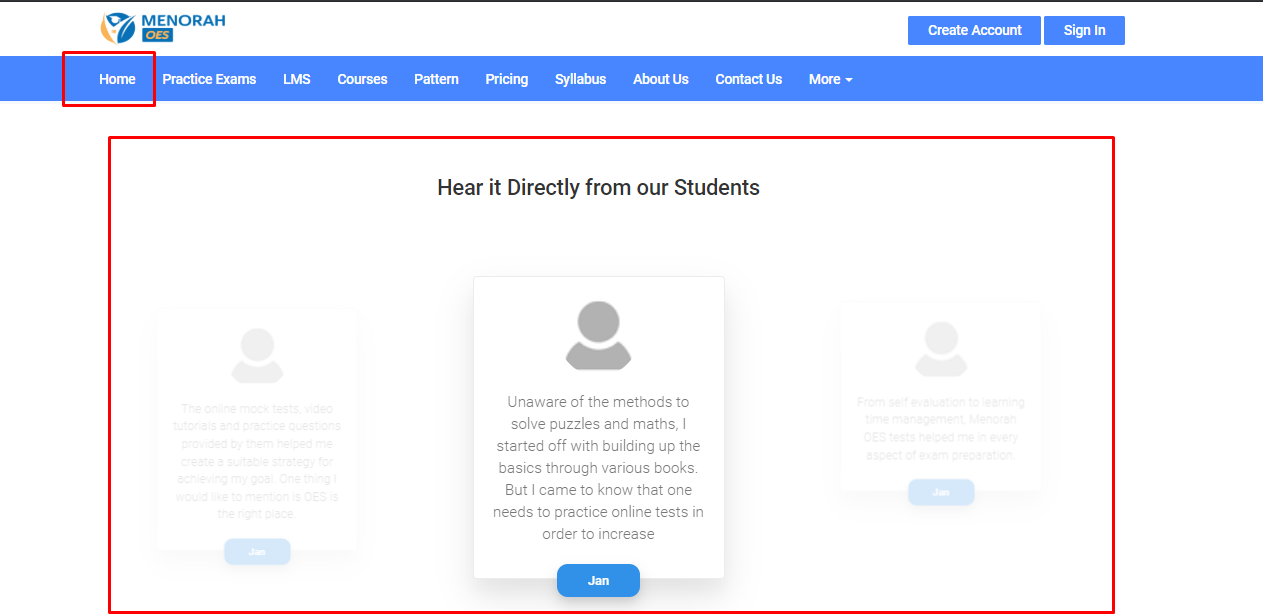 MENORAH
OES
Create Account
Sign In
Home
Practice Exams
LMS
Courses
Pattern
Pricing
Syllabus
About Us
Contact Us
More
Hear it Directly from our Students
The online mock tests, video
tutorials and practice questions
provided by them helped me
create a suitable strategy for
achieving my goal. One thing I
would like to mention is OES is
the right place.
Jan
Unaware of the methods to
solve puzzles and maths, I
started off with building up the
basics through various books.
But I came to know that one
needs to practice online tests in
order to increase
Jan
From self evaluation to learning
time management, Menorah
OES tests helped me in every
aspect of exam preparation.
Jan